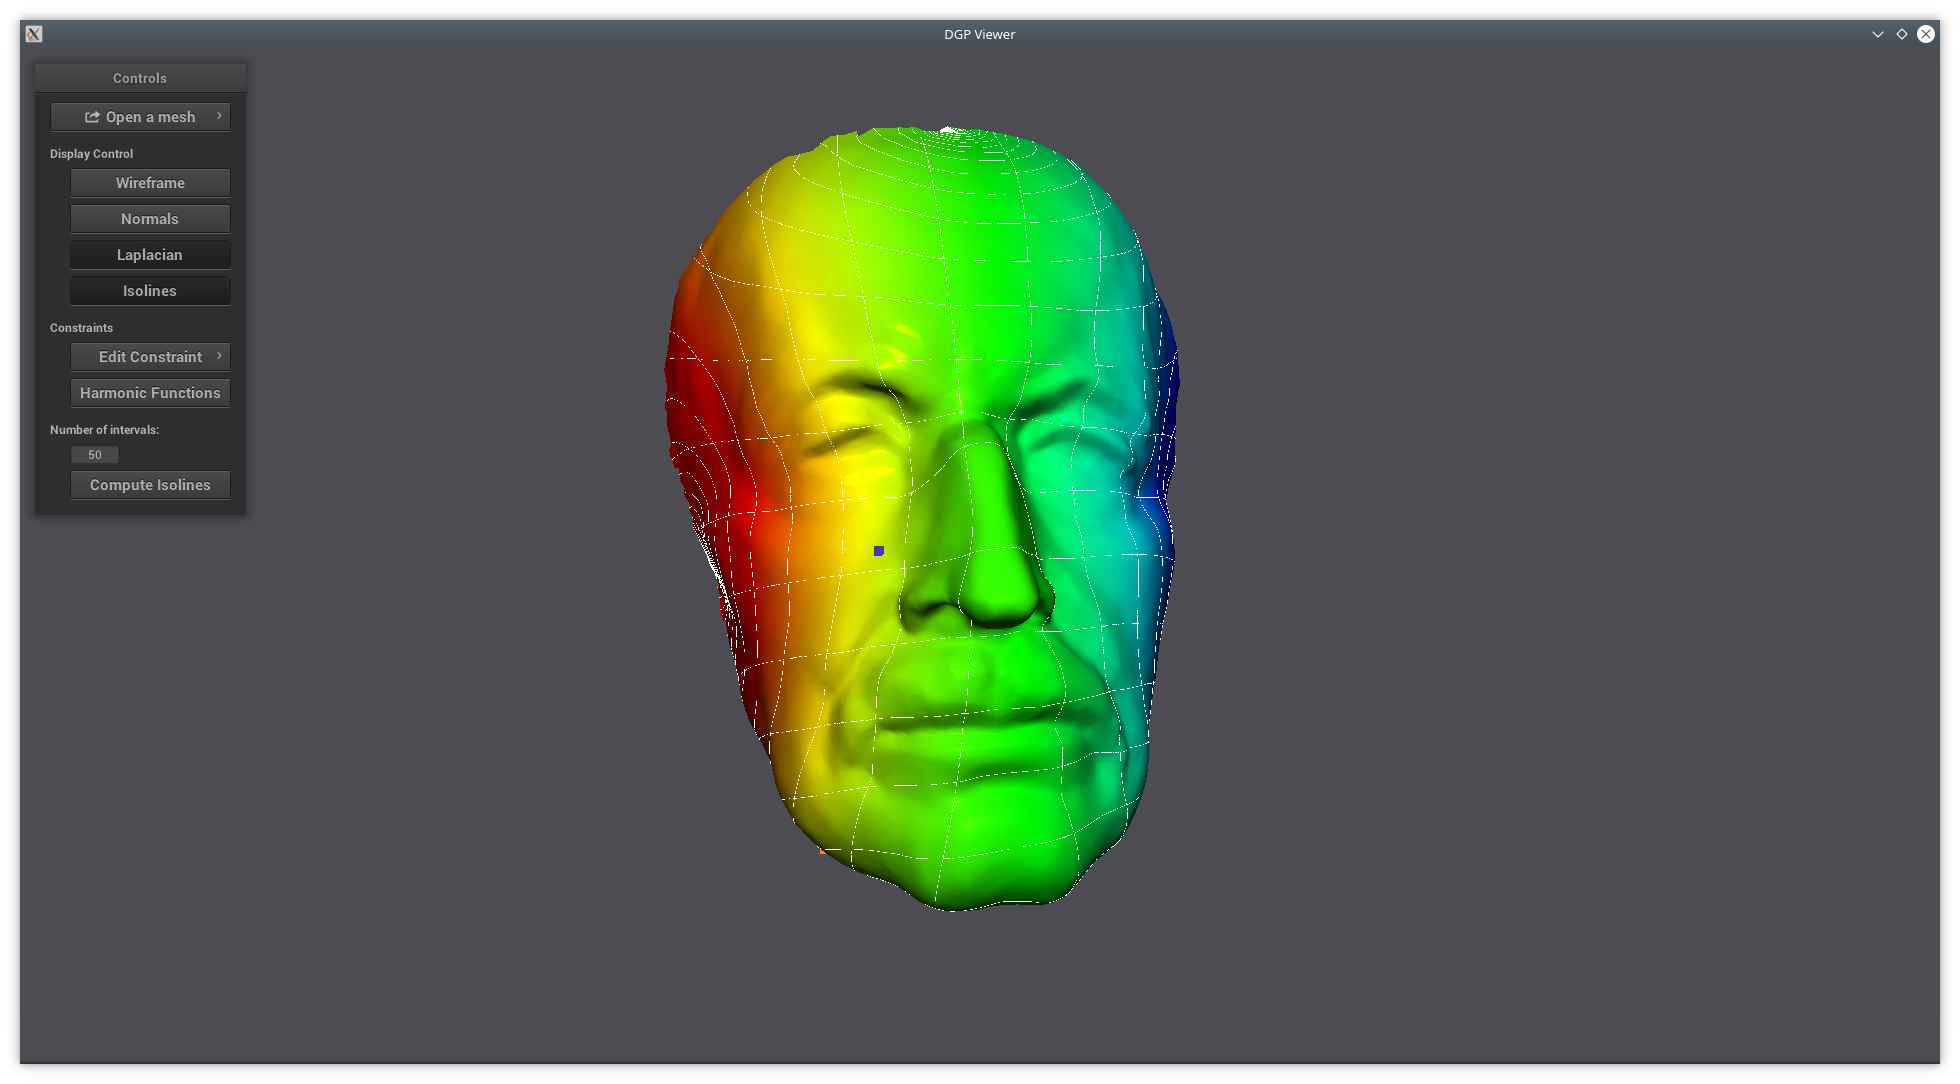 DGP Viewer
Controls
Open a mesh
Display Control
Wireframe
Normals
Laplacian
Isolines
Constraints
Edit Constraint
Harmonic Functions
Number of intervals:
50
Compute Isolines